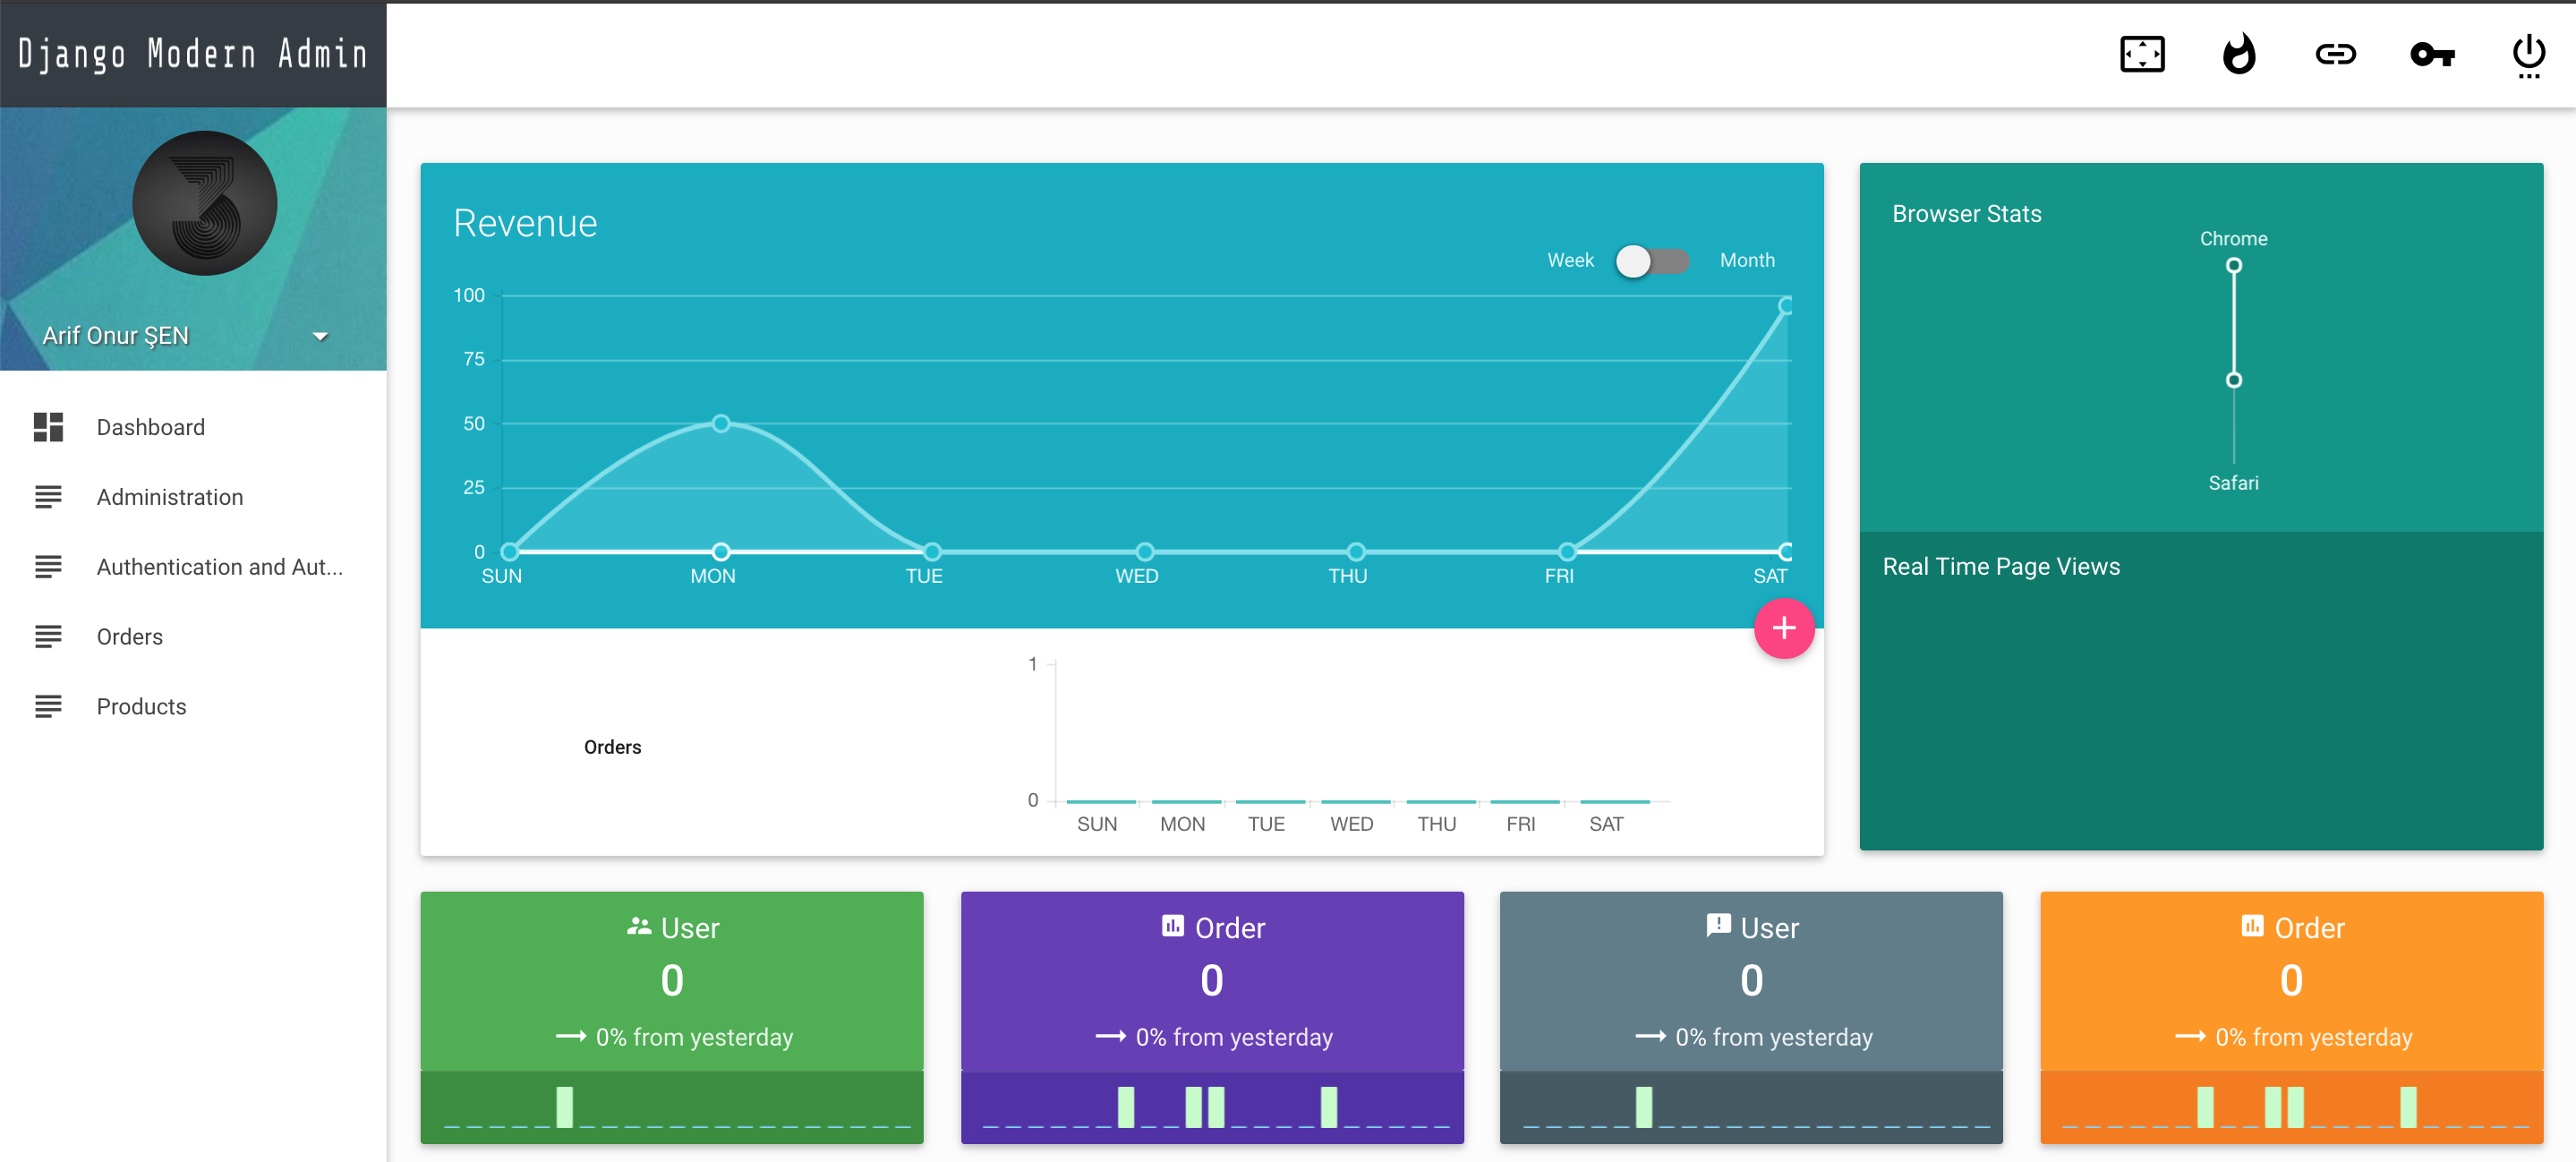 Django Modern Admin
Arif Onur ŞEN
Dashboard
Administration
Authentication and Aut...
Orders
Products
Revenue
Week Month
100
75
50
25
0
SUN MON TUE WED THU FRI SAT
Orders
1
0
SUN MON TUE WED THU FRI SAT
Browser Stats
Chrome
Safari
Real Time Page Views
User
0
0% from yesterday
Order
0
0% from yesterday
User
0
0% from yesterday
Order
0
0% from yesterday